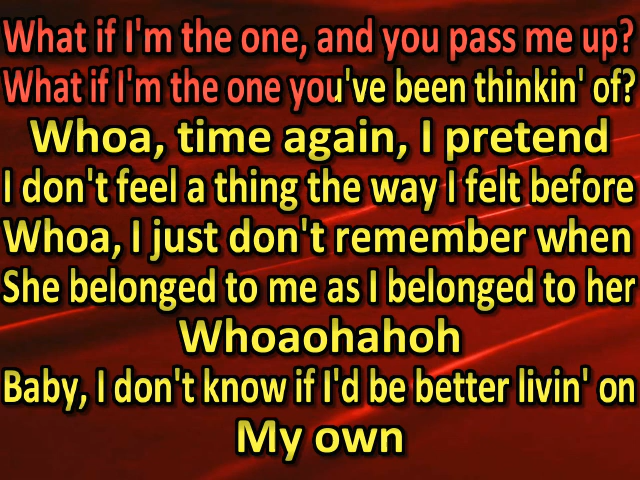 What if I'm the one, and you pass me up?
What if I'm the one you've been thinkin' of?
Whoa, time again, I pretend
I don't feel a thing the way I felt before
Whoa, I just don't remember when
She belonged to me as I belonged to her
Whoaohahoh
Baby, I don't know if I'd be better livin' on
My own